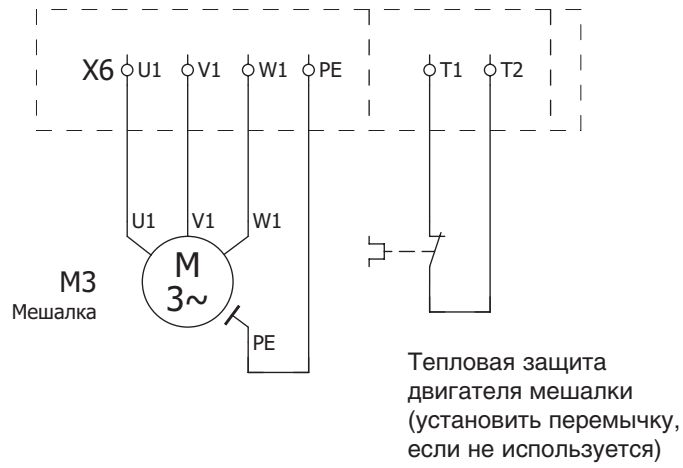 X6 U1 V1 W1 PE T1 T2
U1 V1 W1
M
3~
M3
Мешалка
PE
Тепловая защита
двигателя мешалки
(установить перемычку,
если не используется)